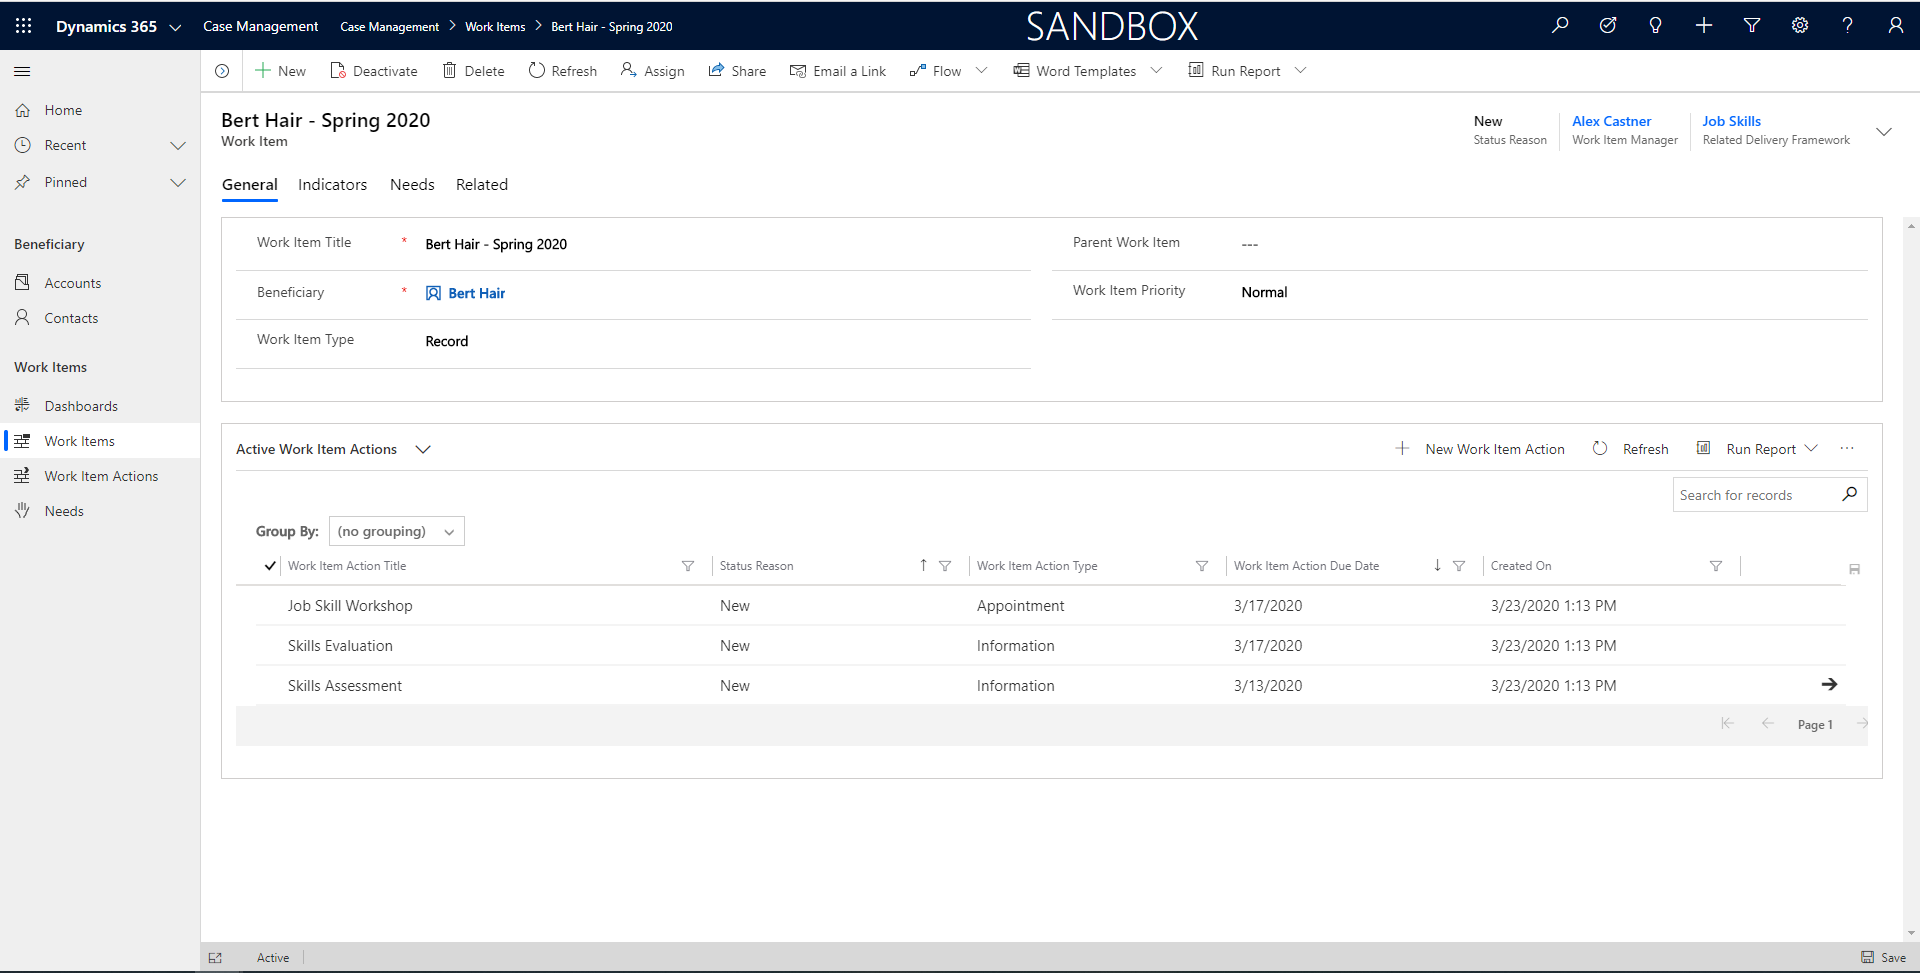 Dynamics 365 Case Management Case Management Work Items Bert Hair - Spring 2020 SANDBOX
New Deactivate Delete Refresh Assign Share Email a Link Flow Word Templates Run Report
Home
Recent
Pinned
Beneficiary
Accounts
Contacts
Work Items
Dashboards
Work Items
Work Item Actions
Needs
Bert Hair - Spring 2020
Work Item
New
Status Reason
Alex Castner
Work Item Manager
Job Skills
Related Delivery Framework
General Indicators Needs Related
Work Item Title * Bert Hair - Spring 2020
Parent Work Item ---
Beneficiary * Bert Hair
Work Item Priority Normal
Work Item Type Record
Active Work Item Actions
New Work Item Action Refresh Run Report ...
Search for records
Group By: (no grouping)
Work Item Action Title Status Reason Work Item Action Type Work Item Action Due Date Created On
Job Skill Workshop New Appointment 3/17/2020 3/23/2020 1:13 PM
Skills Evaluation New Information 3/17/2020 3/23/2020 1:13 PM
Skills Assessment New Information 3/13/2020 3/23/2020 1:13 PM
Page 1
Active
Save